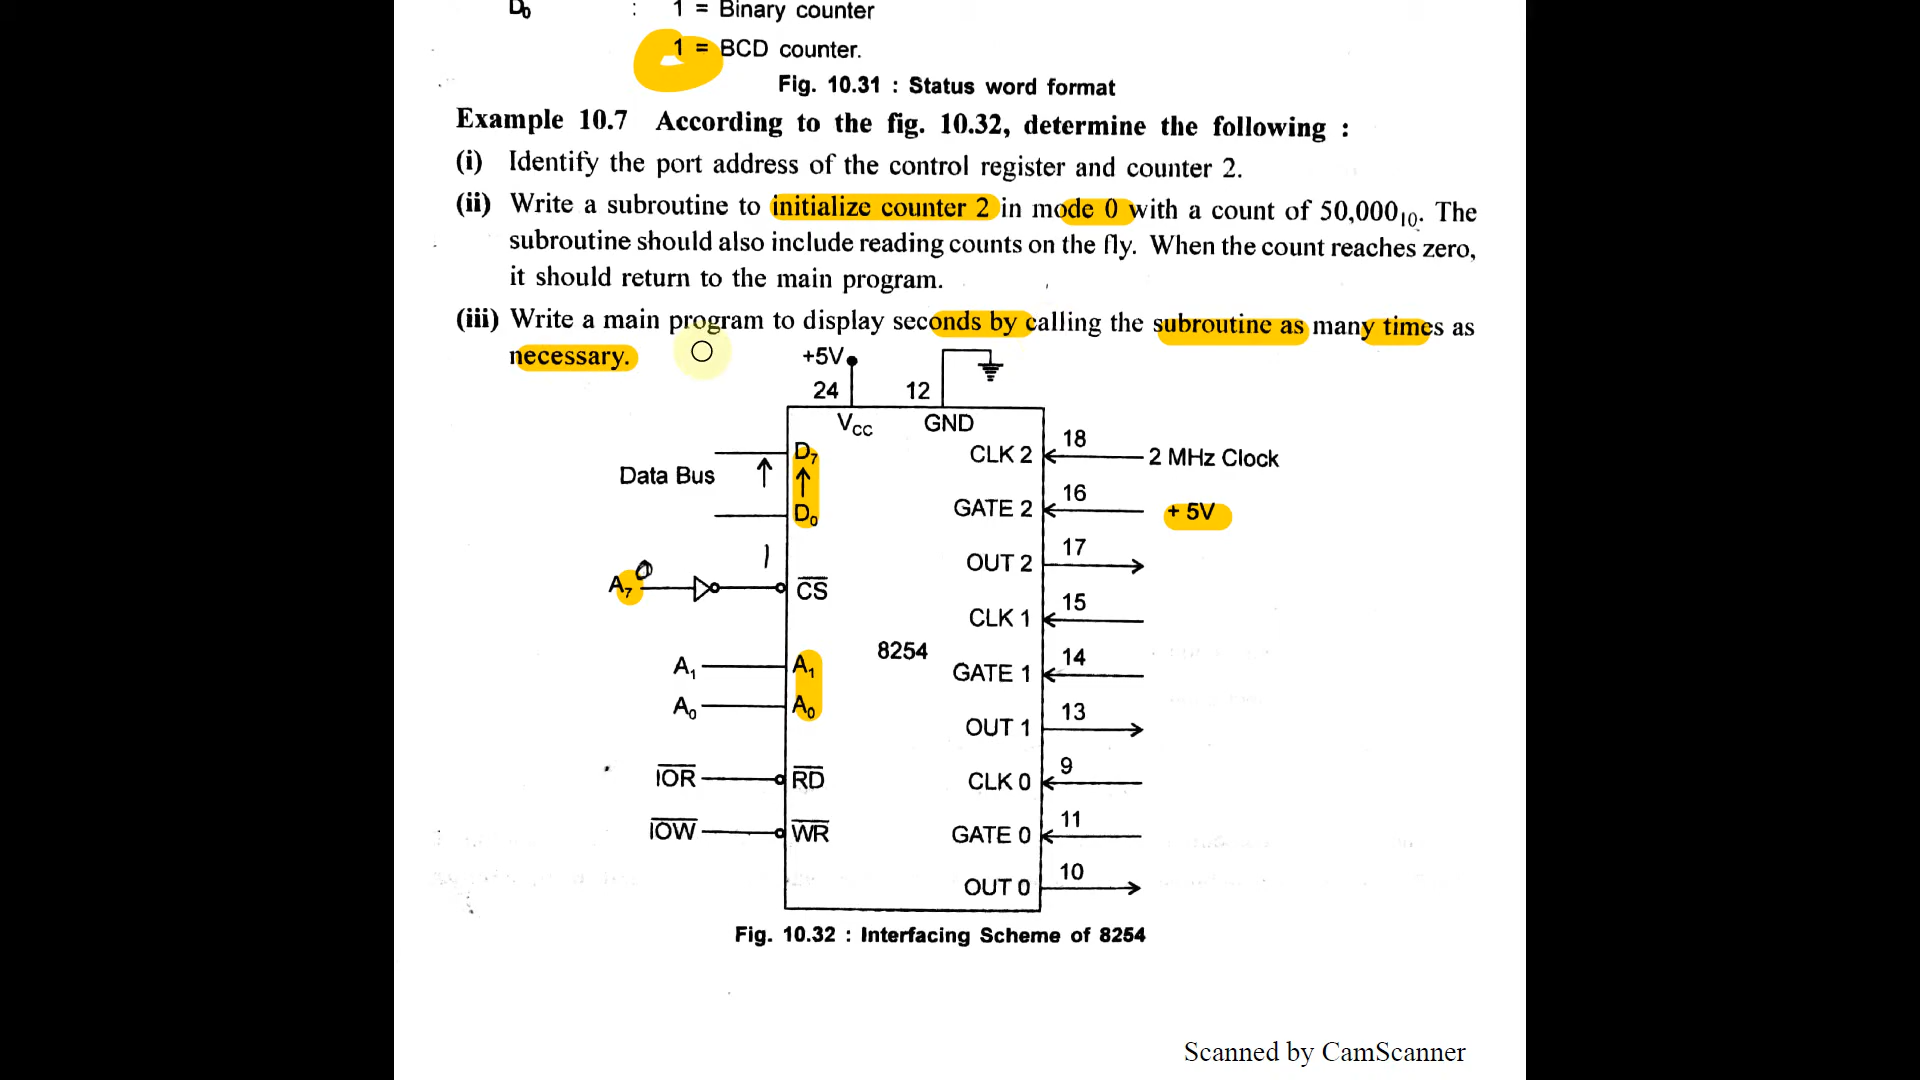 D0 : 1 = Binary counter
1 = BCD counter.
Fig. 10.31 : Status word format
Example 10.7 According to the fig. 10.32, determine the following :
(i) Identify the port address of the control register and counter 2.
(ii) Write a subroutine to initialize counter 2 in mode 0 with a count of 50,000₁₀. The
subroutine should also include reading counts on the fly. When the count reaches zero,
it should return to the main program.
(iii) Write a main program to display seconds by calling the subroutine as many times as
necessary.
+5V
24 12
VCC GND
D7 CLK 2 18 2 MHz Clock
Data Bus
D0 GATE 2 16 + 5V
OUT 2 17
A7 0 1 CS
CLK 1 15
8254
A1 A1 GATE 1 14
A0 A0
OUT 1 13
IOR RD CLK 0 9
IOW WR GATE 0 11
OUT 0 10
Fig. 10.32 : Interfacing Scheme of 8254
Scanned by CamScanner